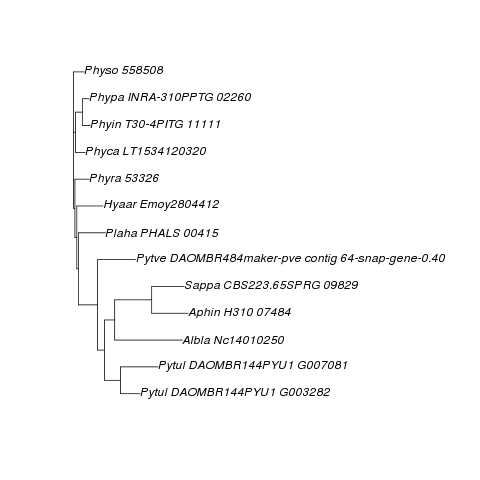 Physo 558508
Phypa INRA-310PPTG 02260
Phyin T30-4PITG 11111
Phyca LT1534120320
Phyra 53326
Hyaar Emoy2804412
Plaha PHALS 00415
Pytve DAOMBR484maker-pve contig 64-snap-gene-0.40
Sappa CBS223.65SPRG 09829
Aphin H310 07484
Albla Nc14010250
Pytul DAOMBR144PYU1 G007081
Pytul DAOMBR144PYU1 G003282